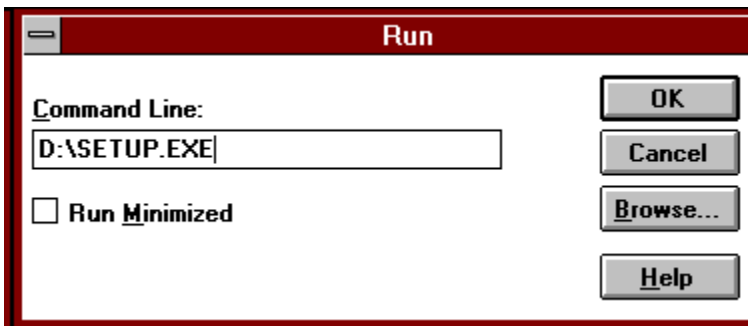 Run
Command Line:
D:\SETUP.EXE
Run Minimized
OK
Cancel
Browse...
Help